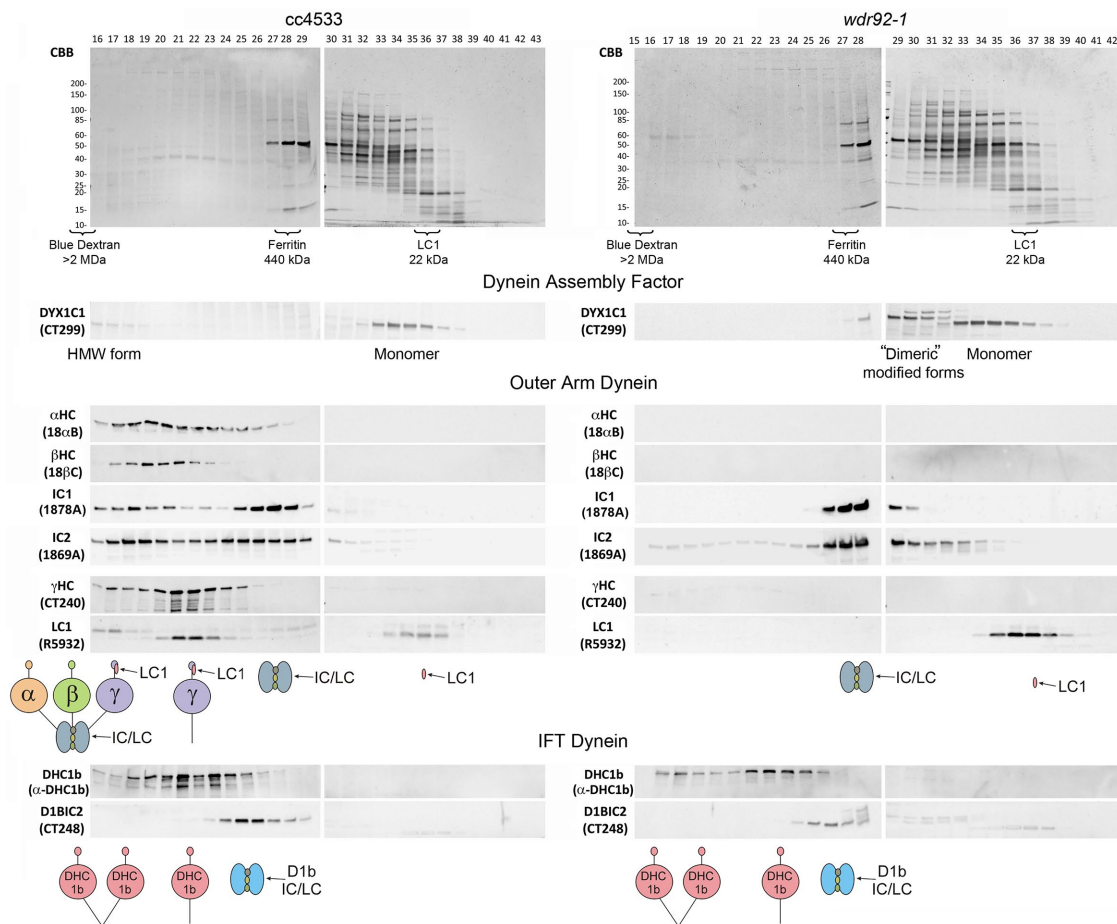 cc4533
wdr92-1
16 17 18 19 20 21 22 23 24 25 26 27 28 29 30 31 32 33 34 35 36 37 38 39 40 41 42 43
15 16 17 18 19 20 21 22 23 24 25 26 27 28 29 30 31 32 33 34 35 36 37 38 39 40 41 42
CBB
200-
150-
100-
85-
60-
50-
40-
30-
25-
20-
15-
10-
CBB
200-
150-
100-
85-
60-
50-
40-
30-
25-
20-
15-
10-
Blue Dextran
>2 MDa
Ferritin
440 kDa
LC1
22 kDa
Blue Dextran
>2 MDa
Ferritin
440 kDa
LC1
22 kDa
Dynein Assembly Factor
DYX1C1
(CT299)
HMW form
Monomer
DYX1C1
(CT299)
"Dimeric"
modified forms
Monomer
Outer Arm Dynein
αHC
(18αB)
βHC
(18βC)
IC1
(1878A)
IC2
(1869A)
γHC
(CT240)
LC1
(R5932)
αHC
(18αB)
βHC
(18βC)
IC1
(1878A)
IC2
(1869A)
γHC
(CT240)
LC1
(R5932)
α
β
γ
LC1
IC/LC
γ
LC1
IC/LC
LC1
IC/LC
LC1
IFT Dynein
DHC1b
(α-DHC1b)
D1BIC2
(CT248)
DHC1b
(α-DHC1b)
D1BIC2
(CT248)
DHC
1b
DHC
1b
DHC
1b
D1b
IC/LC
DHC
1b
DHC
1b
DHC
1b
D1b
IC/LC